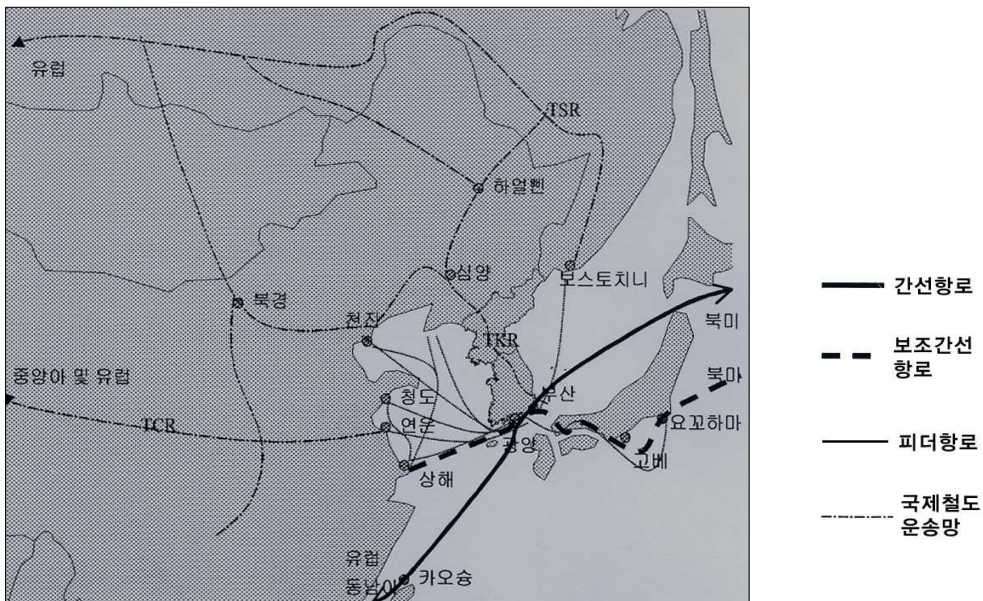 유럽
TSR
하얼삔
심양
보스토치니
북경
천진
TKR
북미
중앙아 및 유럽
북마
부산
청도
TCR
연운
요꼬하마
광양
고베
상해
유럽
동남아
카오슝
간선항로
보조간선
항로
피더항로
국제철도
운송망